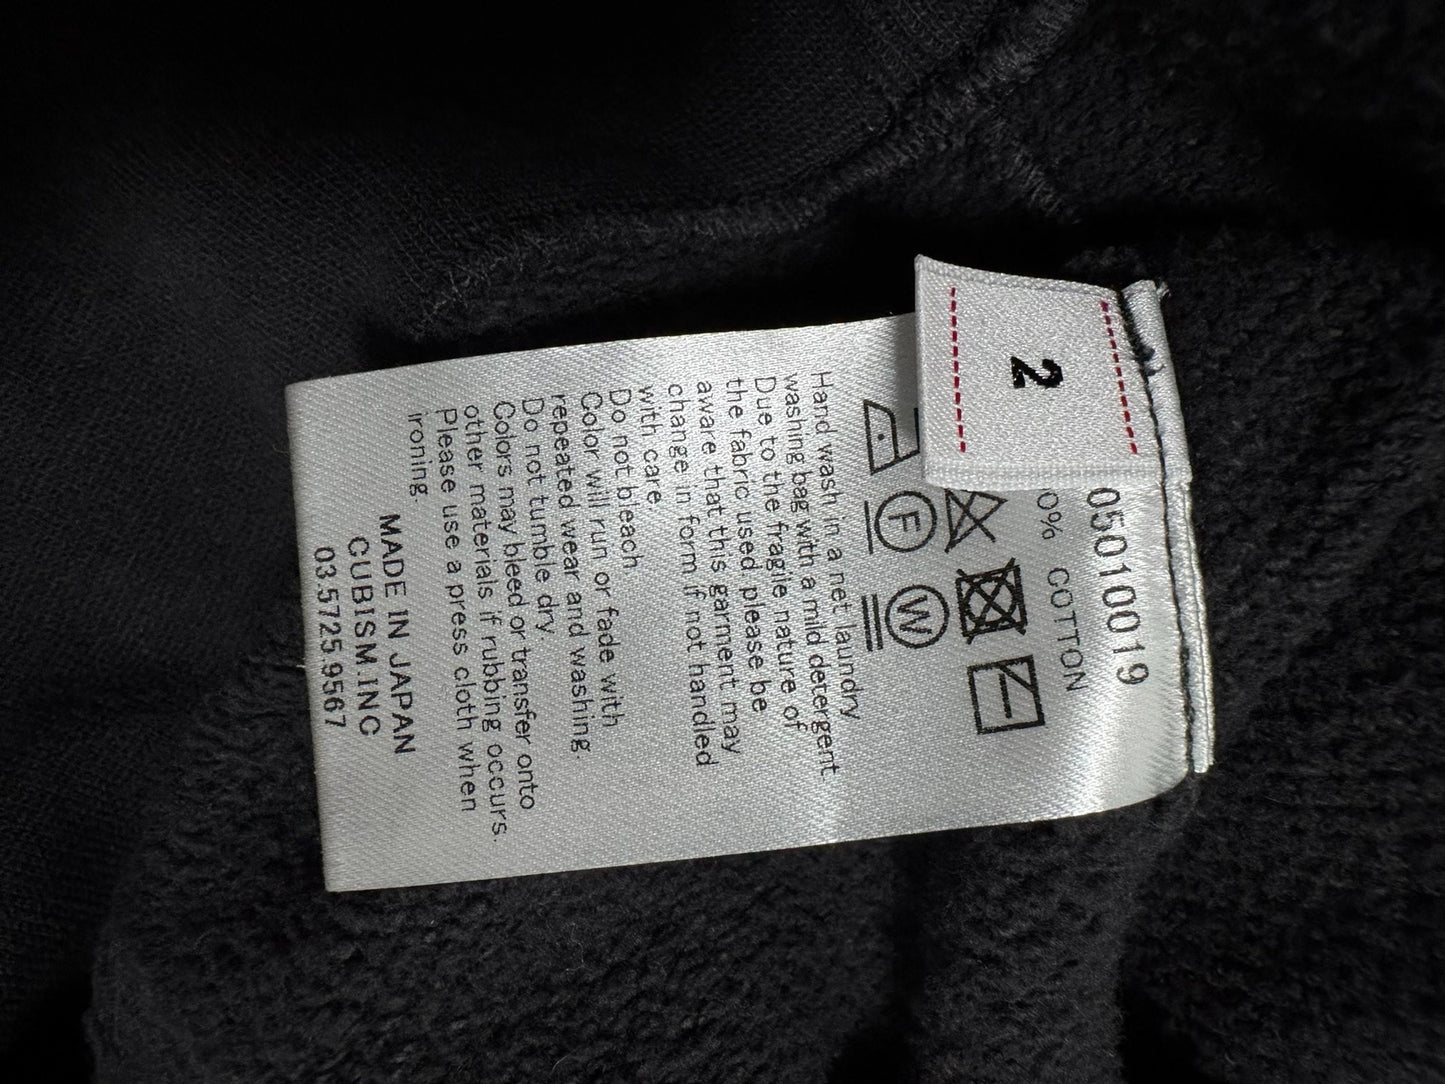 2
05010019
0% COTTON
F
W
Hand wash in a net laundry
washing bag with a mild detergent
Due to the fragile nature of
the fabric used, please be
aware that this garment may
change in form if not handled
with care.
Do not bleach.
Color will run or fade with
repeated wear and washing.
Do not tumble dry
Colors may bleed or transfer onto
other materials if rubbing occurs.
Please use a press cloth when
ironing.
MADE IN JAPAN
CUBISM.INC
03.5725.9567